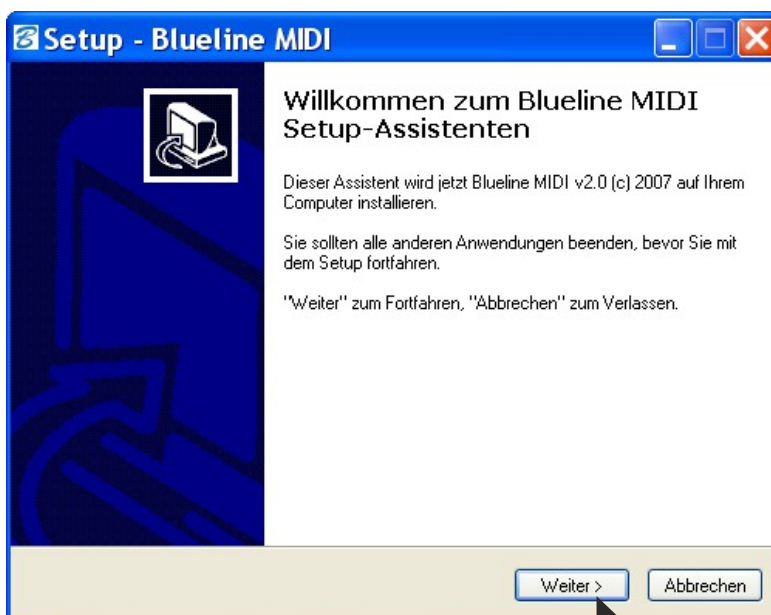 Setup - Blueline MIDI
Willkommen zum Blueline MIDI
Setup-Assistenten
Dieser Assistent wird jetzt Blueline MIDI v2.0 (c) 2007 auf Ihrem
Computer installieren.
Sie sollten alle anderen Anwendungen beenden, bevor Sie mit
dem Setup fortfahren.
"Weiter" zum Fortfahren, "Abbrechen" zum Verlassen.
Weiter > Abbrechen